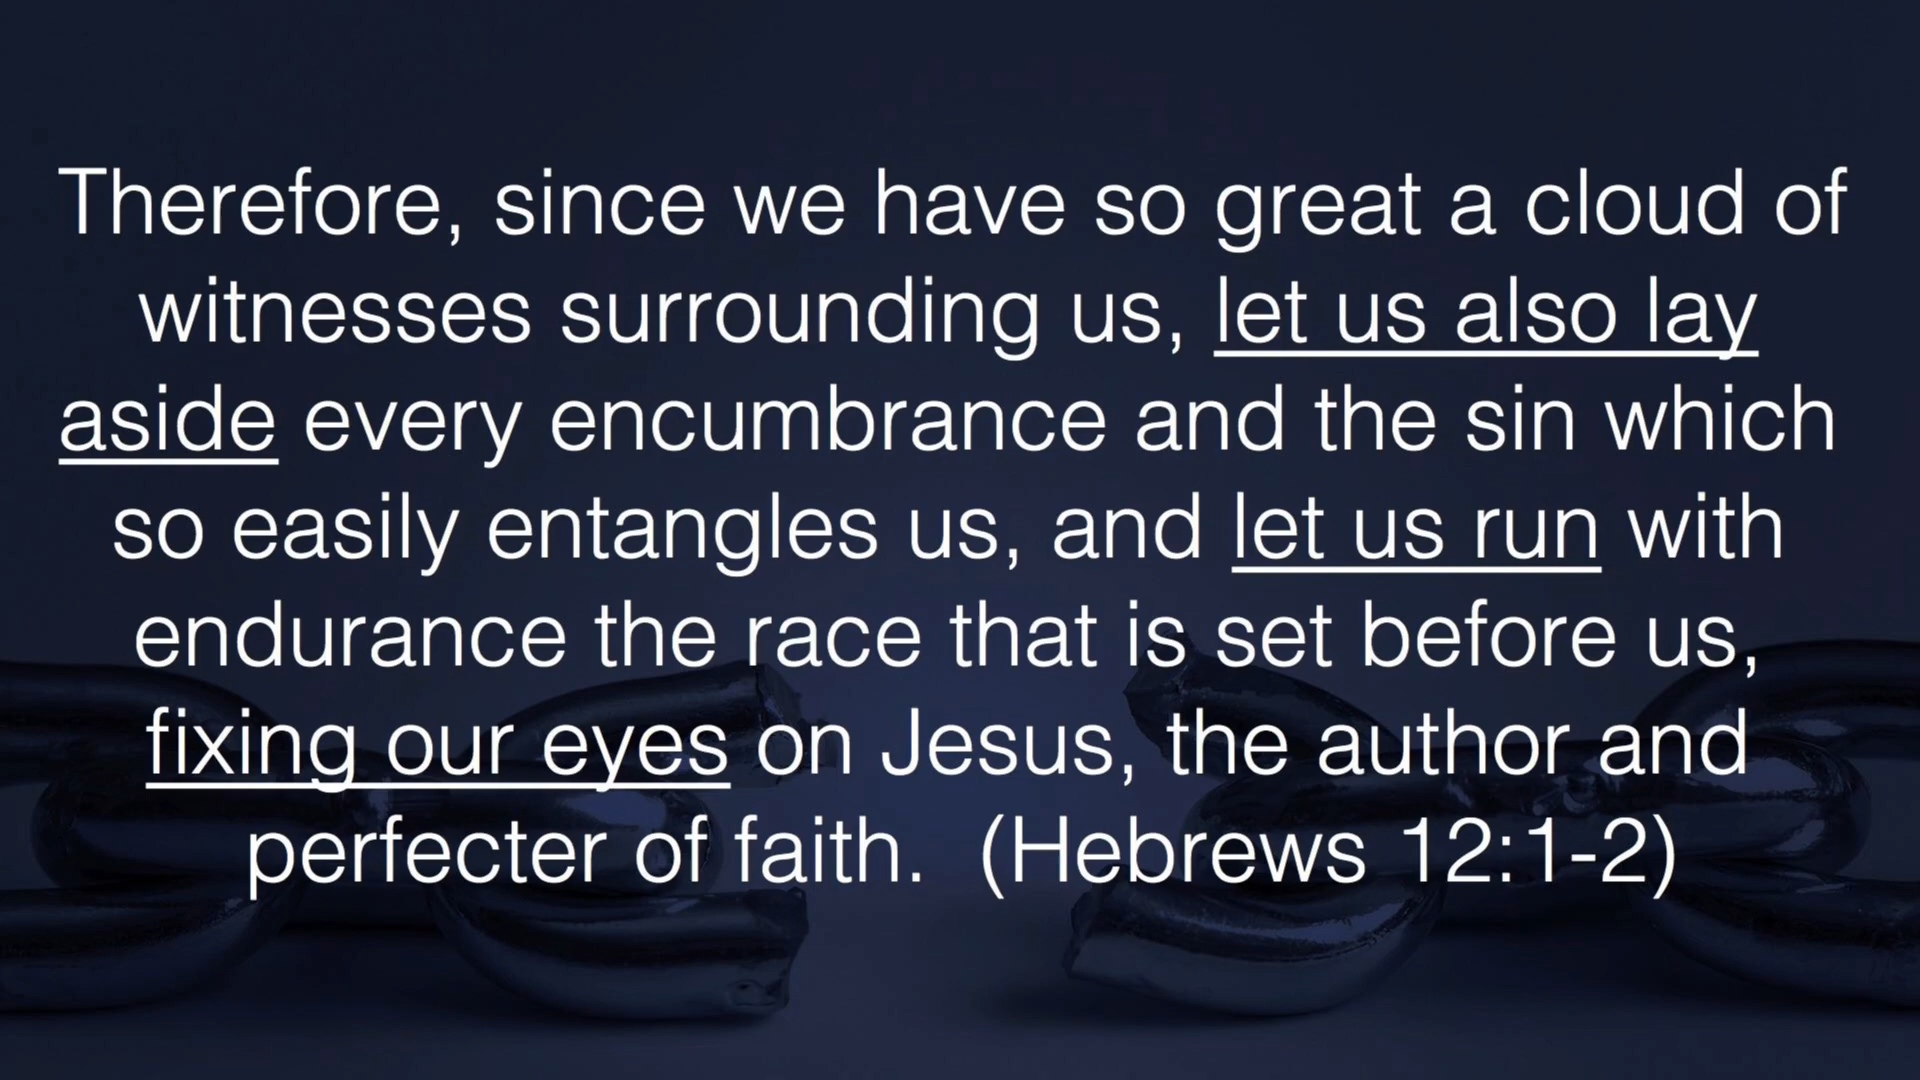 Therefore, since we have so great a cloud of
witnesses surrounding us, let us also lay
aside every encumbrance and the sin which
so easily entangles us, and let us run with
endurance the race that is set before us,
fixing our eyes on Jesus, the author and
perfecter of faith.  (Hebrews 12:1-2)